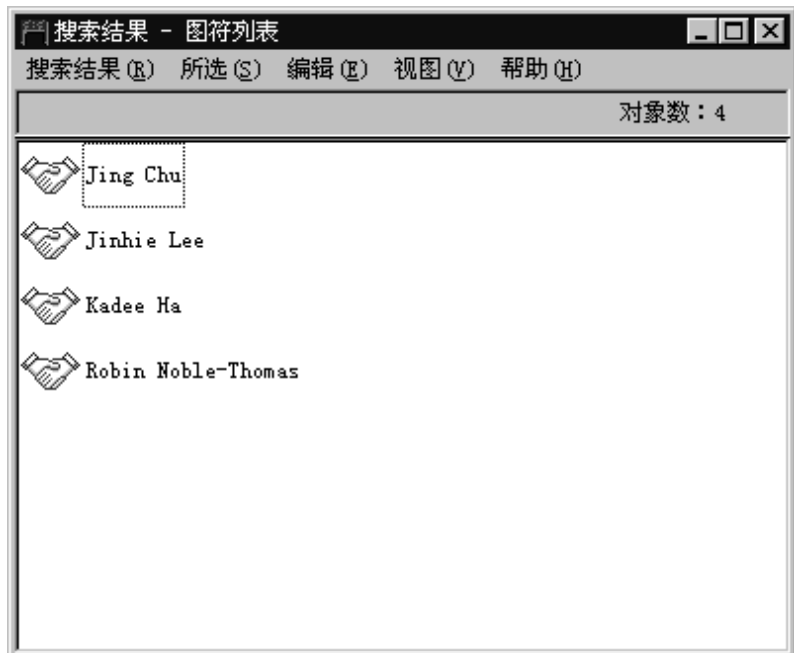 搜索结果 - 图符列表
搜索结果(R) 所选(S) 编辑(E) 视图(V) 帮助(H)
对象数：4
Jing Chu
Jinhie Lee
Kadee Ha
Robin Noble-Thomas